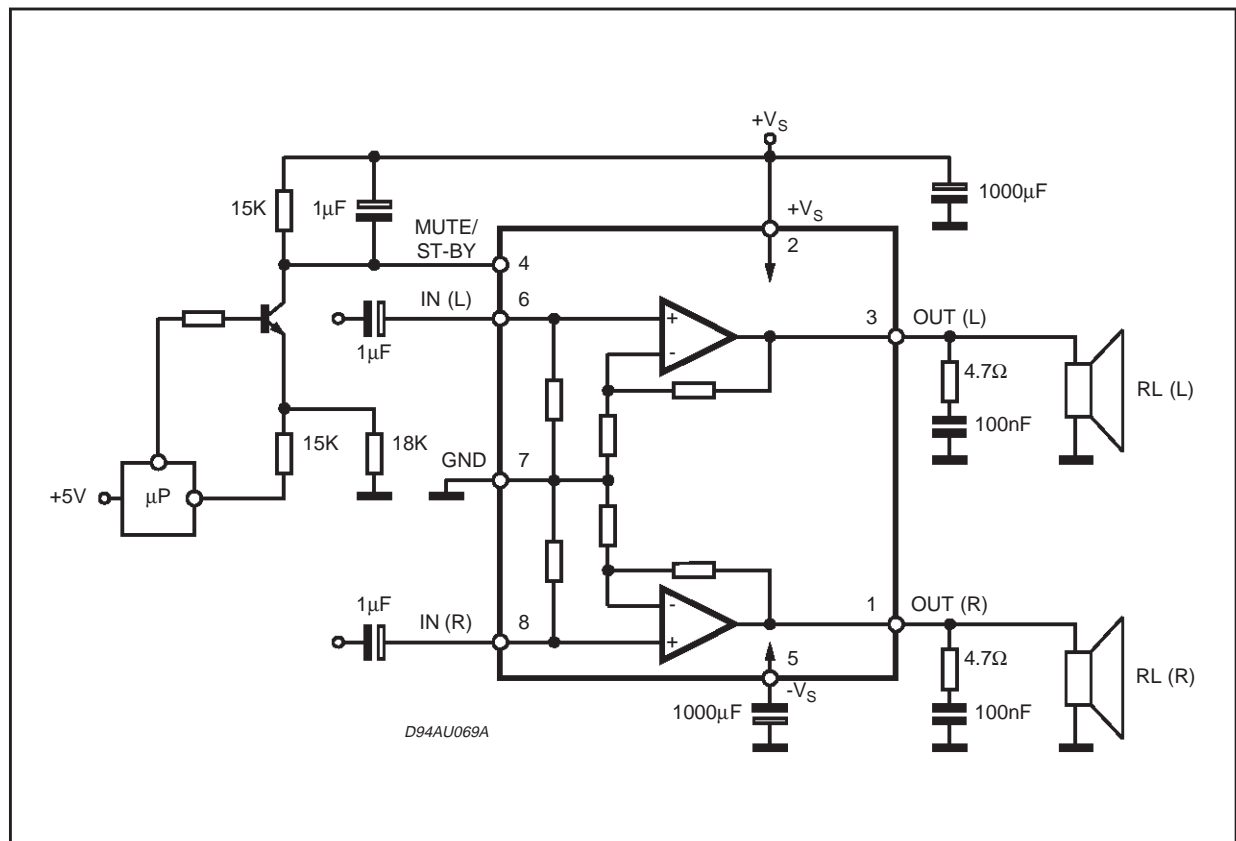 +VS
15K
1µF
1000µF
MUTE/
ST-BY
+VS
2
4
IN (L)
6
1µF
+
-
3
OUT (L)
4.7Ω
100nF
RL (L)
15K
18K
GND
7
+5V
µP
1µF
IN (R)
8
-
+
1
OUT (R)
5
-VS
1000µF
4.7Ω
100nF
RL (R)
D94AU069A